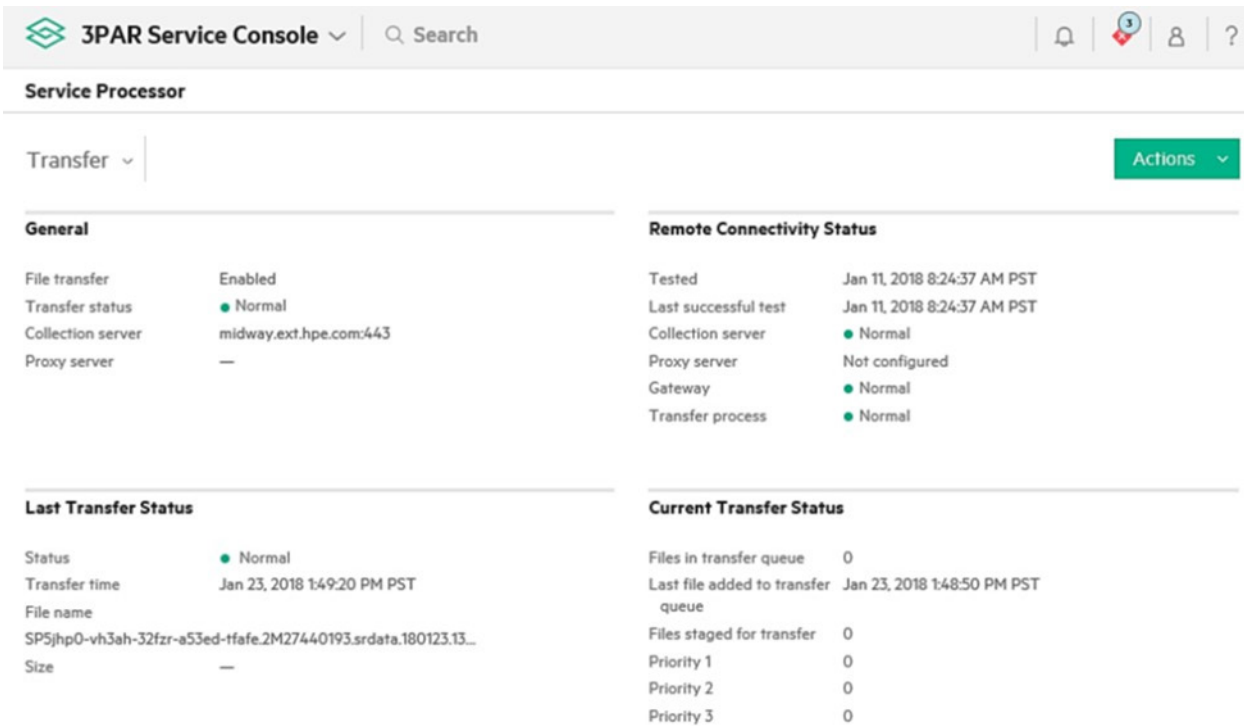 3PAR Service Console Search 3 ?
Service Processor
Transfer
Actions
General
File transfer Enabled
Transfer status Normal
Collection server midway.ext.hpe.com:443
Proxy server —
Remote Connectivity Status
Tested Jan 11, 2018 8:24:37 AM PST
Last successful test Jan 11, 2018 8:24:37 AM PST
Collection server Normal
Proxy server Not configured
Gateway Normal
Transfer process Normal
Last Transfer Status
Status Normal
Transfer time Jan 23, 2018 1:49:20 PM PST
File name
SP5jhp0-vh3ah-32fzr-a53ed-tfafe.2M27440193.srdata.180123.13...
Size —
Current Transfer Status
Files in transfer queue 0
Last file added to transfer Jan 23, 2018 1:48:50 PM PST
queue
Files staged for transfer 0
Priority 1 0
Priority 2 0
Priority 3 0